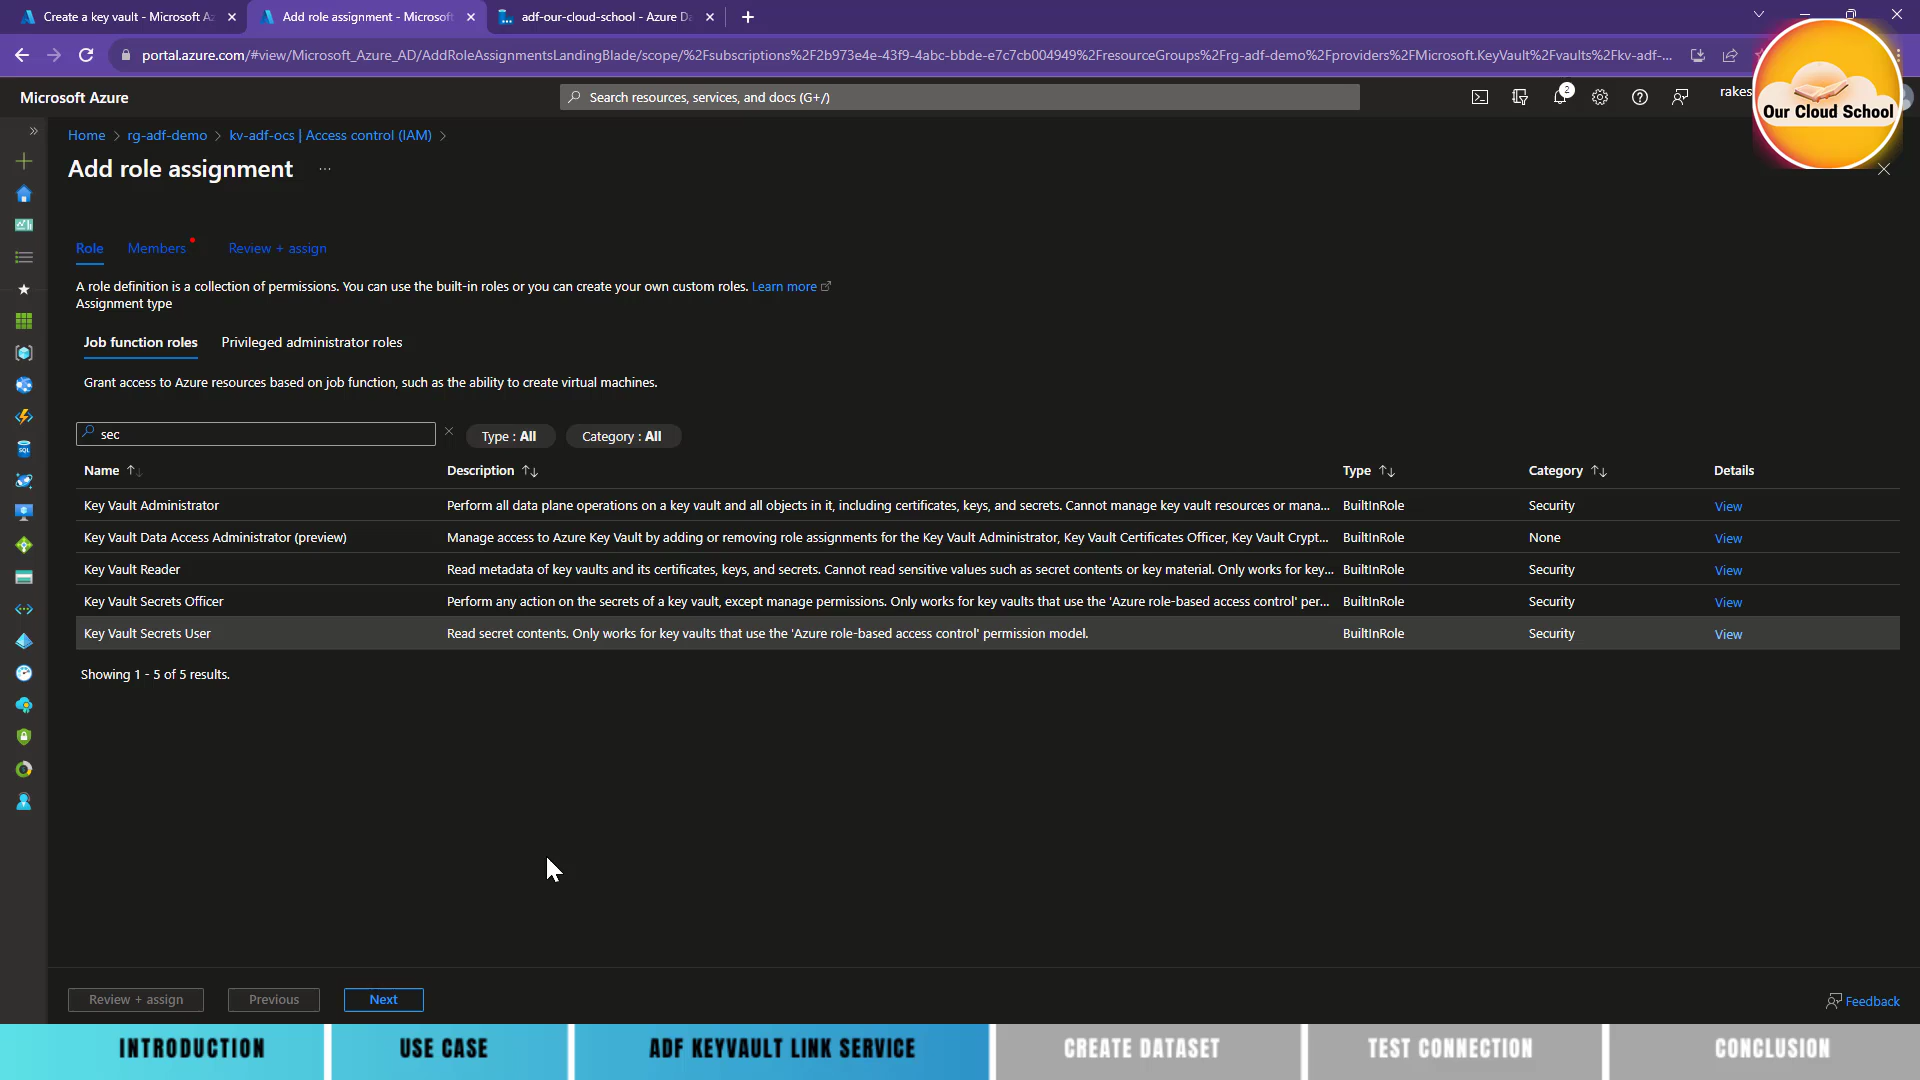 Create a key vault - Microsoft Az
Add role assignment - Microsoft
adf-our-cloud-school - Azure Da
portal.azure.com/#view/Microsoft_Azure_AD/AddRoleAssignmentsLandingBlade/scope/%2Fsubscriptions%2F2b973e4e-43f9-4abc-bbde-e7c7cb004949%2FresourceGroups%2Frg-adf-demo%2Fproviders%2FMicrosoft.KeyVault%2Fvaults%2Fkv-adf-...
Microsoft Azure
Search resources, services, and docs (G+/)
2
rakes
Our Cloud School
Home > rg-adf-demo > kv-adf-ocs | Access control (IAM) >
Add role assignment ...
Role Members Review + assign
A role definition is a collection of permissions. You can use the built-in roles or you can create your own custom roles. Learn more
Assignment type
Job function roles Privileged administrator roles
Grant access to Azure resources based on job function, such as the ability to create virtual machines.
sec
Type : All
Category : All
Name Description Type Category Details
Key Vault Administrator Perform all data plane operations on a key vault and all objects in it, including certificates, keys, and secrets. Cannot manage key vault resources or mana... BuiltInRole Security View
Key Vault Data Access Administrator (preview) Manage access to Azure Key Vault by adding or removing role assignments for the Key Vault Administrator, Key Vault Certificates Officer, Key Vault Crypt... BuiltInRole None View
Key Vault Reader Read metadata of key vaults and its certificates, keys, and secrets. Cannot read sensitive values such as secret contents or key material. Only works for key... BuiltInRole Security View
Key Vault Secrets Officer Perform any action on the secrets of a key vault, except manage permissions. Only works for key vaults that use the 'Azure role-based access control' per... BuiltInRole Security View
Key Vault Secrets User Read secret contents. Only works for key vaults that use the 'Azure role-based access control' permission model. BuiltInRole Security View
Showing 1 - 5 of 5 results.
Review + assign Previous Next
Feedback
INTRODUCTION USE CASE ADF KEYVAULT LINK SERVICE CREATE DATASET TEST CONNECTION CONCLUSION